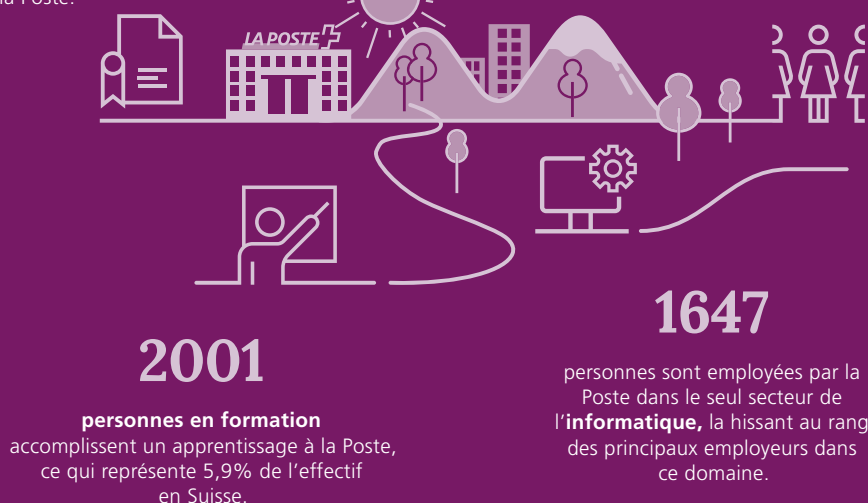 la Poste.
LA POSTE
2001
personnes en formation
accomplissent un apprentissage à la Poste,
ce qui représente 5,9% de l'effectif
en Suisse.
1647
personnes sont employées par la
Poste dans le seul secteur de
l'informatique, la hissant au rang
des principaux employeurs dans
ce domaine.